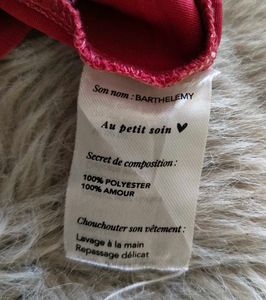 Son nom : BARTHELEMY
Au petit soin ♥
Secret de composition :
100% POLYESTER
100% AMOUR
Chouchouter son vêtement :
Lavage à la main
Repassage délicat